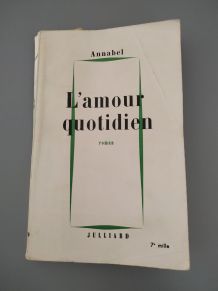 Annabel
L'amour
quotidien
roman
JULLIARD
7e mille